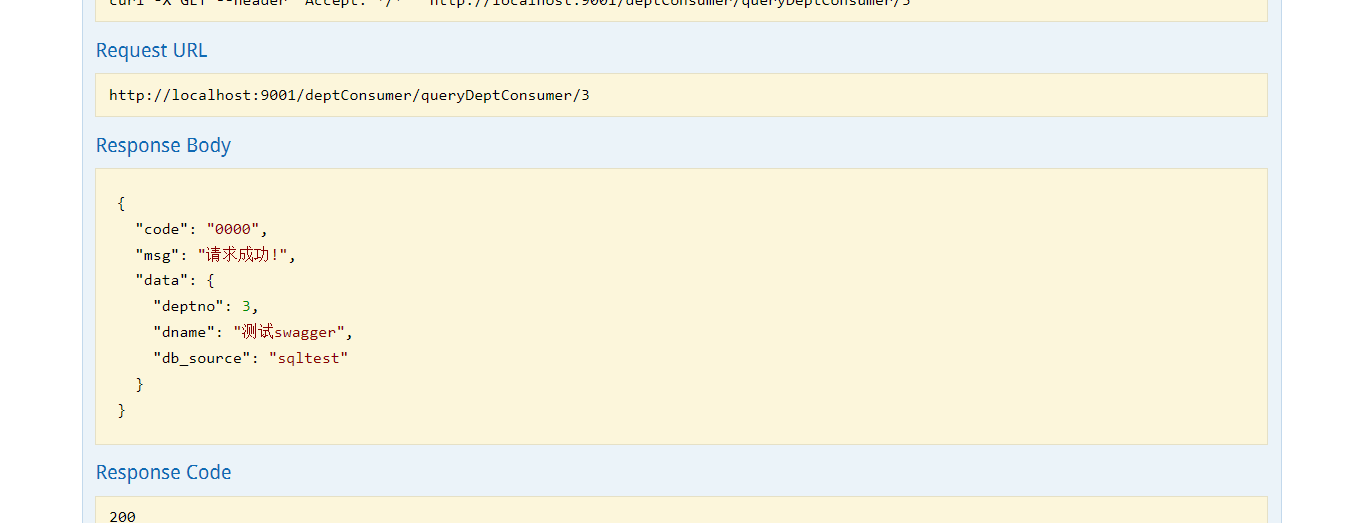 curl -X GET --header 'Accept: */*' 'http://localhost:9001/deptConsumer/queryDeptConsumer/3'
Request URL
http://localhost:9001/deptConsumer/queryDeptConsumer/3
Response Body
{
"code": "0000",
"msg": "请求成功!",
"data": {
"deptno": 3,
"dname": "测试swagger",
"db_source": "sqltest"
}
}
Response Code
200